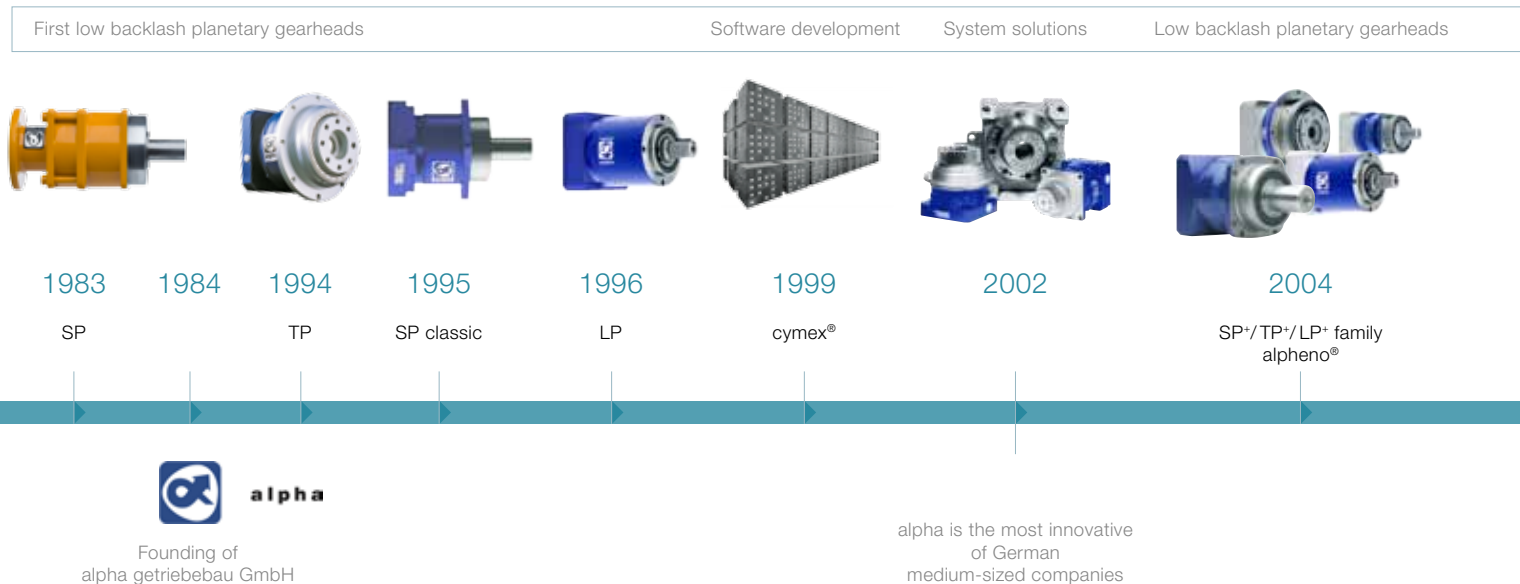 First low backlash planetary gearheads
Software development
System solutions
Low backlash planetary gearheads
1983
1984
1994
1995
1996
1999
2002
2004
SP
TP
SP classic
LP
cymex®
SP⁺/ TP⁺/ LP⁺ family
alpheno®
alpha
Founding of
alpha getriebebau GmbH
alpha is the most innovative
of German
medium-sized companies